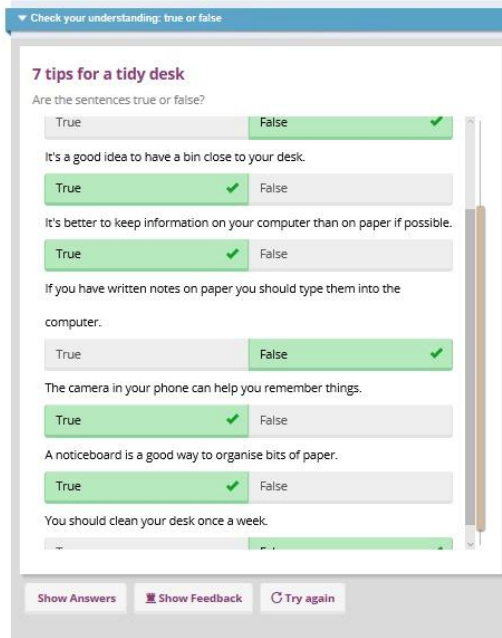 Check your understanding: true or false
7 tips for a tidy desk
Are the sentences true or false?
True False
It's a good idea to have a bin close to your desk.
True False
It's better to keep information on your computer than on paper if possible.
True False
If you have written notes on paper you should type them into the
computer.
True False
The camera in your phone can help you remember things.
True False
A noticeboard is a good way to organise bits of paper.
True False
You should clean your desk once a week.
Show Answers Show Feedback Try again